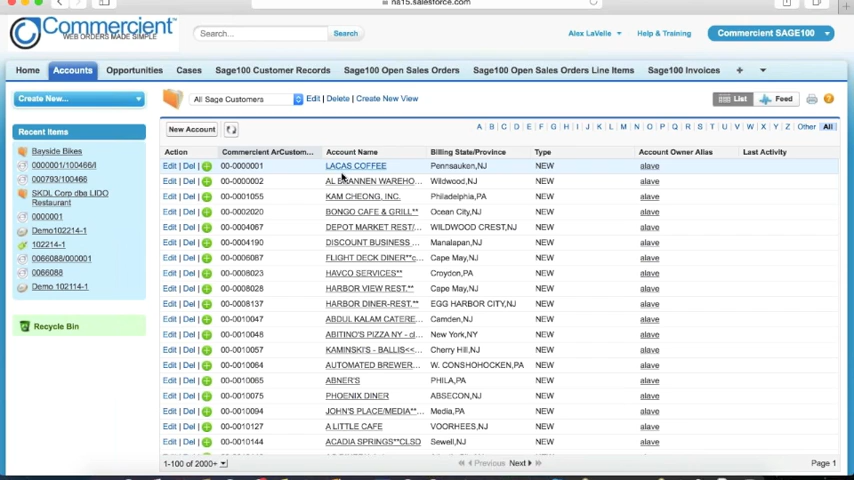 na15.salesforce.com
Commercient
WEB ORDERS MADE SIMPLE
Search...
Search
Alex LaVelle
Help & Training
Commercient SAGE100
Home
Accounts
Opportunities
Cases
Sage100 Customer Records
Sage100 Open Sales Orders
Sage100 Open Sales Orders Line Items
Sage100 Invoices
+
Create New...
Recent Items
Bayside Bikes
0000001/100466/I
000793/100466
SKDL Corp dba LIDO
Restaurant
0000001
Demo102214-1
102214-1
0066088/000001
0066088
Demo 102114-1
Recycle Bin
All Sage Customers
Edit | Delete | Create New View
List
Feed
New Account
A | B | C | D | E | F | G | H | I | J | K | L | M | N | O | P | Q | R | S | T | U | V | W | X | Y | Z | Other | All
Action Commercient ArCustom... Account Name Billing State/Province Type Account Owner Alias Last Activity
Edit | Del | 00-0000001 LACAS COFFEE Pennsauken,NJ NEW alave
Edit | Del | 00-0000002 AL BRANNEN WAREHO... Wildwood,NJ NEW alave
Edit | Del | 00-0001055 KAM CHEONG, INC. Philadelphia,PA NEW alave
Edit | Del | 00-0002020 BONGO CAFE & GRILL** Ocean City,NJ NEW alave
Edit | Del | 00-0004067 DEPOT MARKET REST/... WILDWOOD CREST,NJ NEW alave
Edit | Del | 00-0004190 DISCOUNT BUSINESS ... Manalapan,NJ NEW alave
Edit | Del | 00-0006087 FLIGHT DECK DINER**c... Cape May,NJ NEW alave
Edit | Del | 00-0008023 HAVCO SERVICES** Croydon,PA NEW alave
Edit | Del | 00-0008028 HARBOR VIEW REST.** Cape May,NJ NEW alave
Edit | Del | 00-0008137 HARBOR DINER-REST.** EGG HARBOR CITY,NJ NEW alave
Edit | Del | 00-0010047 ABDUL KALAM CATERE... Camden,NJ NEW alave
Edit | Del | 00-0010048 ABITINO'S PIZZA NY - cl... New York,NY NEW alave
Edit | Del | 00-0010057 KAMINSKI'S - BALLIS<<... Cherry Hill,NJ NEW alave
Edit | Del | 00-0010064 AUTOMATED BREWER... W. CONSHOHOCKEN,PA NEW alave
Edit | Del | 00-0010065 ABNER'S PHILA,PA NEW alave
Edit | Del | 00-0010075 PHOENIX DINER ABSECON,NJ NEW alave
Edit | Del | 00-0010094 JOHN'S PLACE/MEDIA**... Media,PA NEW alave
Edit | Del | 00-0010127 A LITTLE CAFE VOORHEES,NJ NEW alave
Edit | Del | 00-0010144 ACADIA SPRINGS**CLSD Sewell,NJ NEW alave
1-100 of 2000+
Previous Next
Page 1